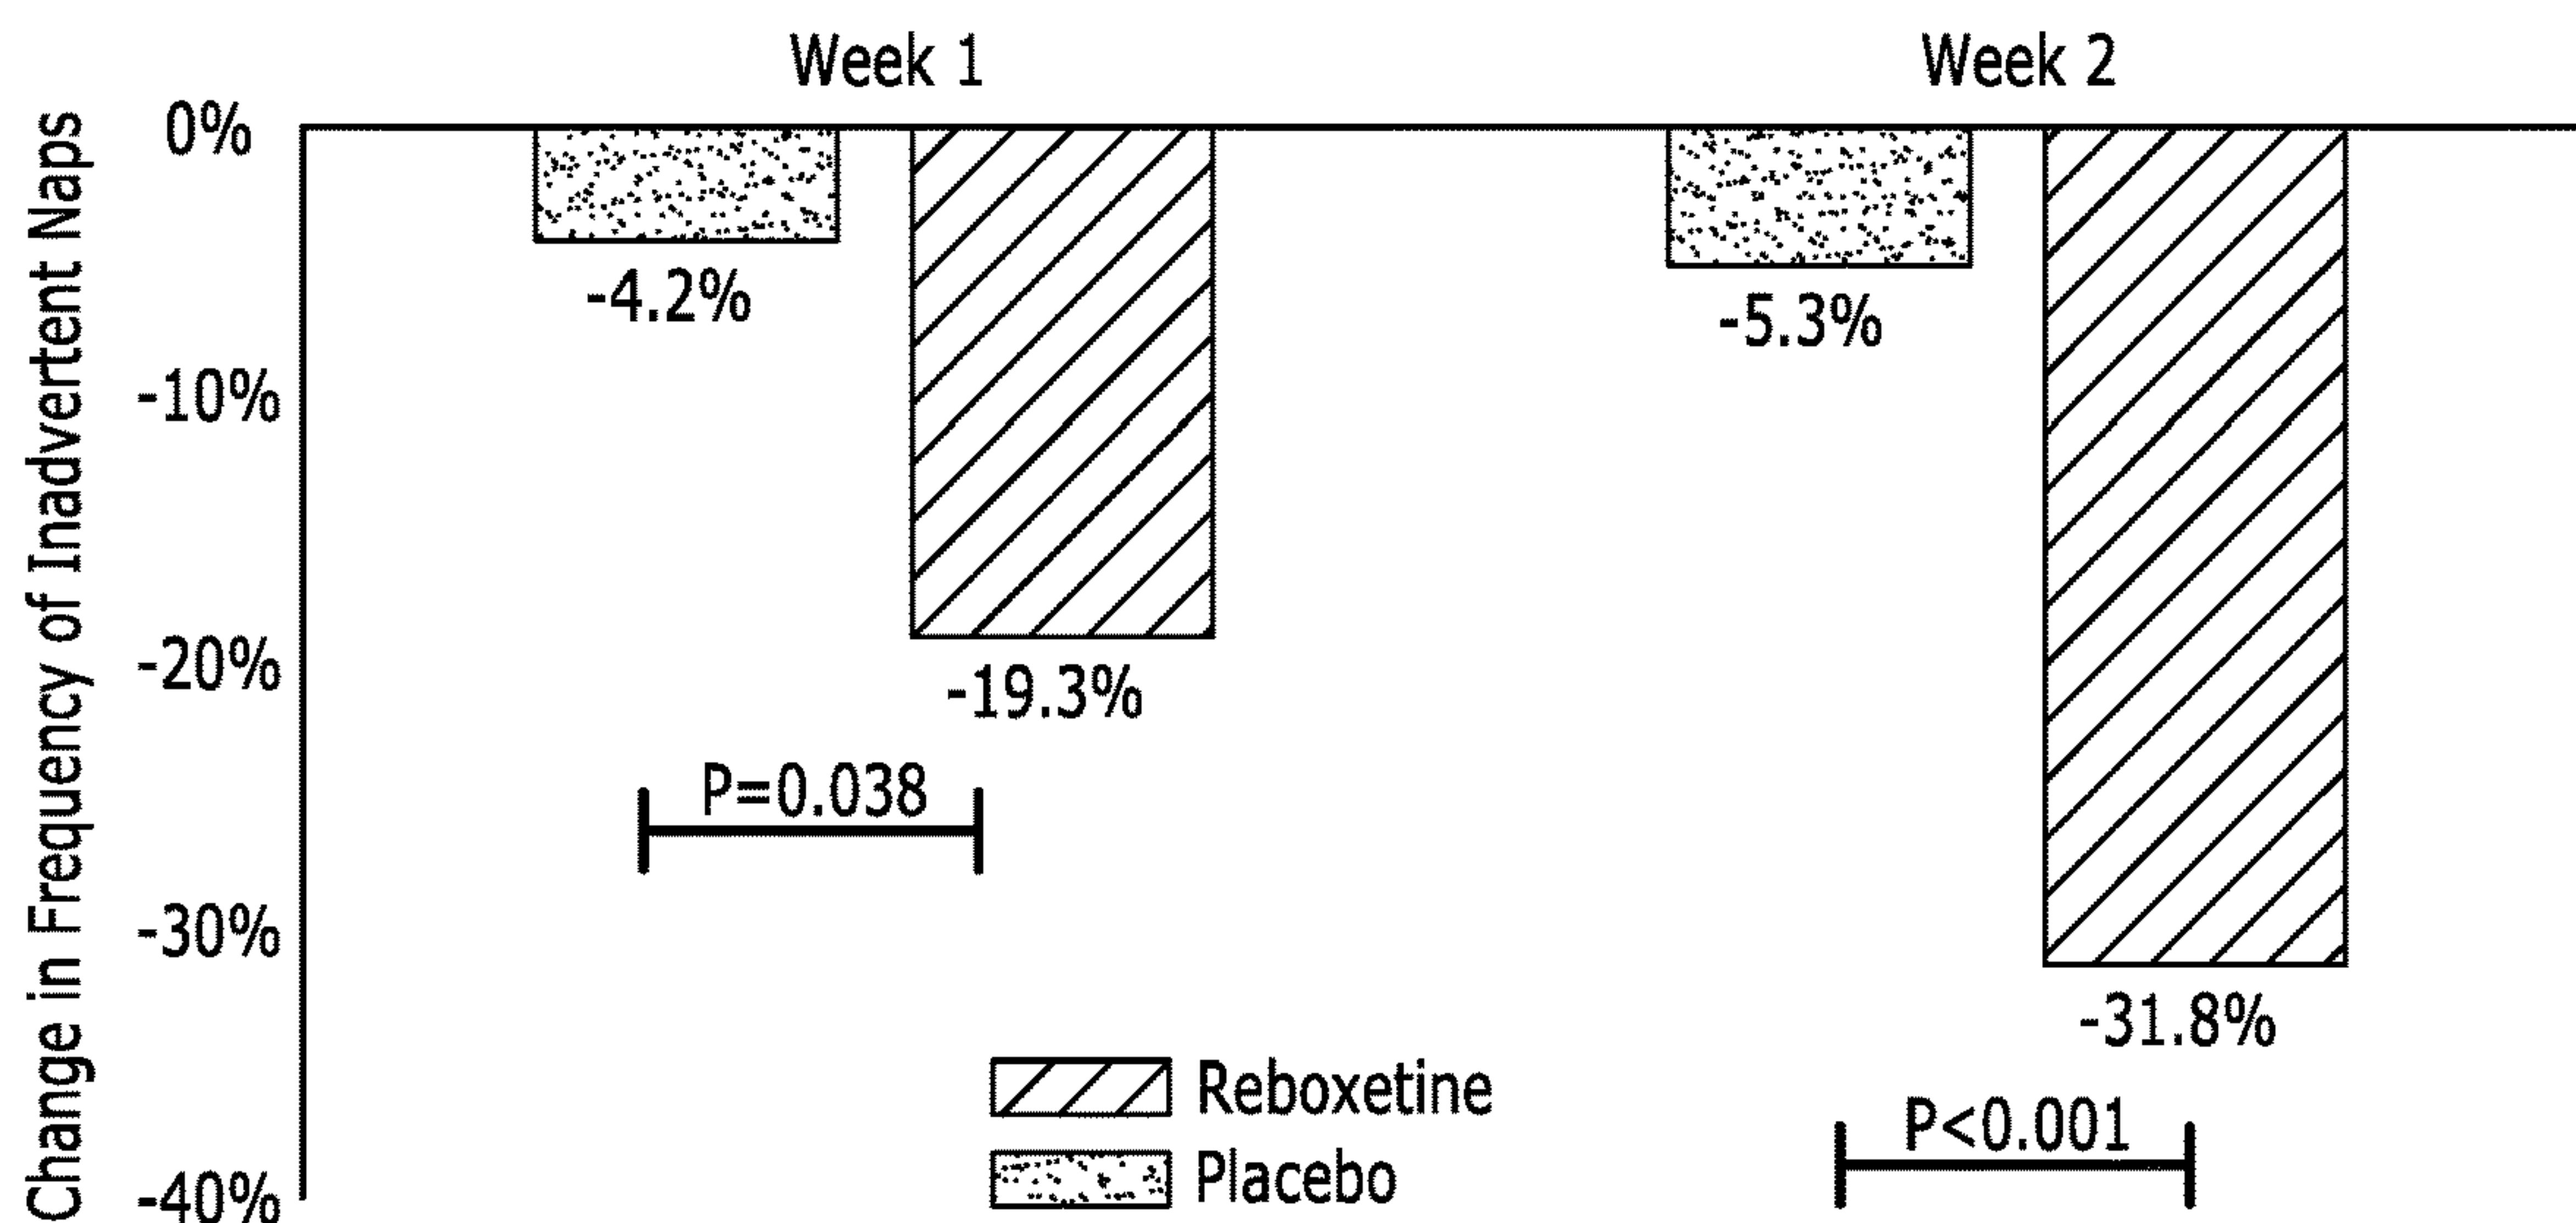 Week 1
Week 2
Change in Frequency of Inadvertent Naps
0%
-10%
-20%
-30%
-40%
-4.2%
-19.3%
P=0.038
-5.3%
-31.8%
P<0.001
Reboxetine
Placebo